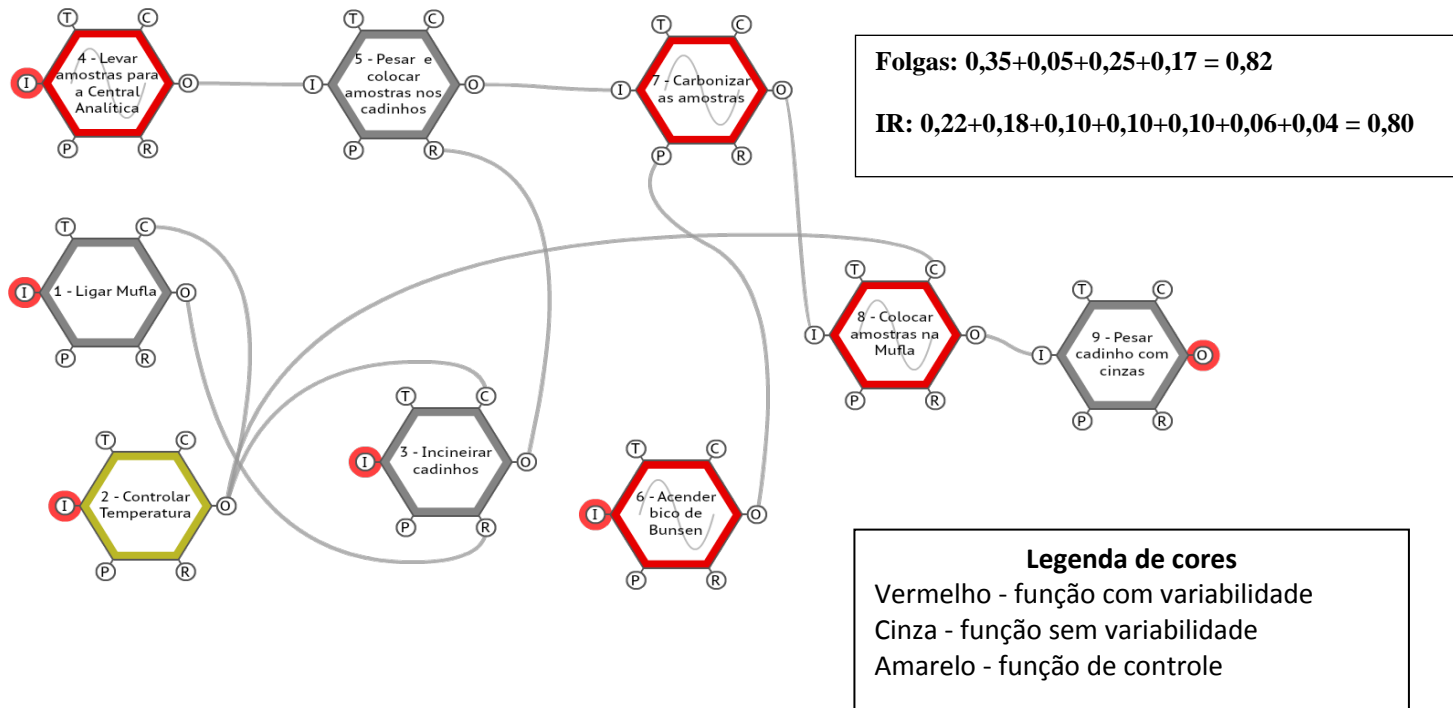 T
C
I
4 - Levar
amostras para
a Central
Analítica
O
P
R
T
C
I
5 - Pesar e
colocar
amostras nos
cadinhos
O
P
R
T
C
I
7 - Carbonizar
as amostras
O
P
R
Folgas: 0,35+0,05+0,25+0,17 = 0,82
IR: 0,22+0,18+0,10+0,10+0,10+0,06+0,04 = 0,80
T
C
I
1 - Ligar Mufla
O
P
R
T
C
I
8 - Colocar
amostras na
Mufla
O
P
R
T
C
I
9 - Pesar
cadinho com
cinzas
O
P
R
T
C
I
2 - Controlar
Temperatura
O
P
R
T
C
I
3 - Incineirar
cadinhos
O
P
R
T
C
I
6 - Acender
bico de
Bunsen
O
P
R
Legenda de cores
Vermelho - função com variabilidade
Cinza - função sem variabilidade
Amarelo - função de controle